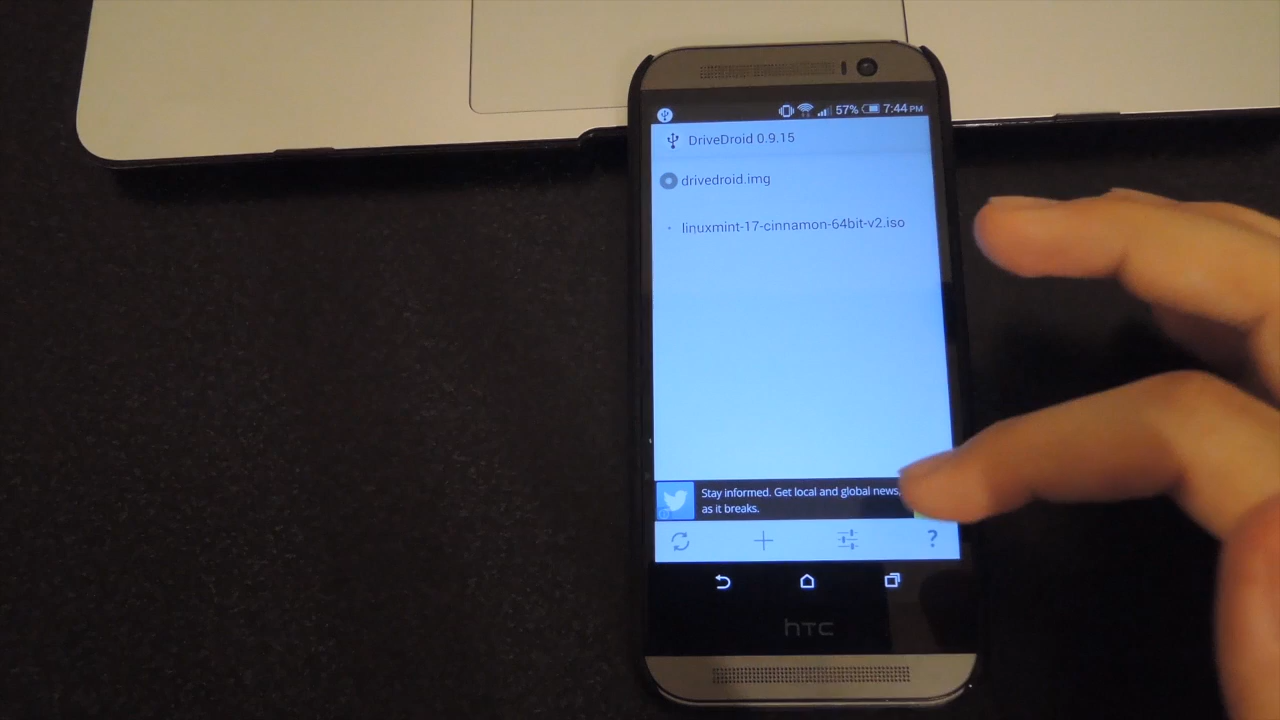 57% 7:44 PM
DriveDroid 0.9.15
drivedroid.img
linuxmint-17-cinnamon-64bit-v2.iso
Stay informed. Get local and global news,
as it breaks.
?
hTC